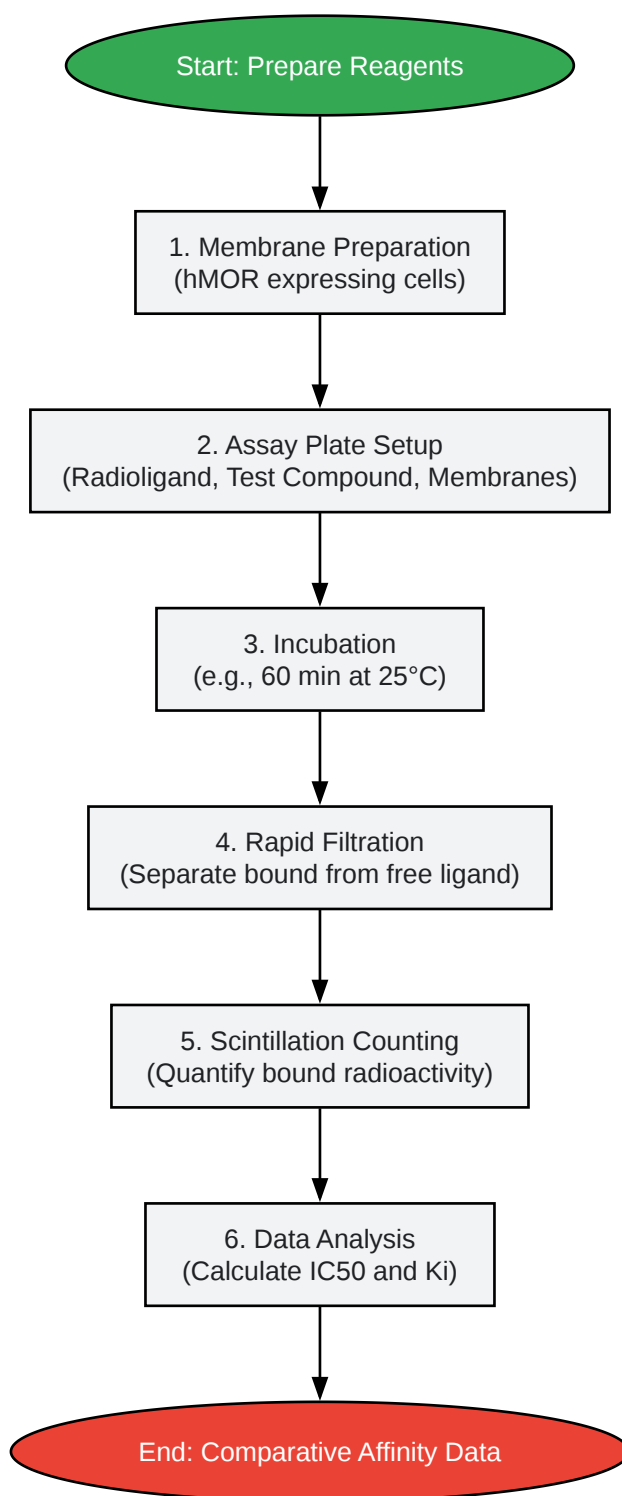 Start: Prepare Reagents
1. Membrane Preparation
(hMOR expressing cells)
2. Assay Plate Setup
(Radioligand, Test Compound, Membranes)
3. Incubation
(e.g., 60 min at 25°C)
4. Rapid Filtration
(Separate bound from free ligand)
5. Scintillation Counting
(Quantify bound radioactivity)
6. Data Analysis
(Calculate IC50 and Ki)
End: Comparative Affinity Data